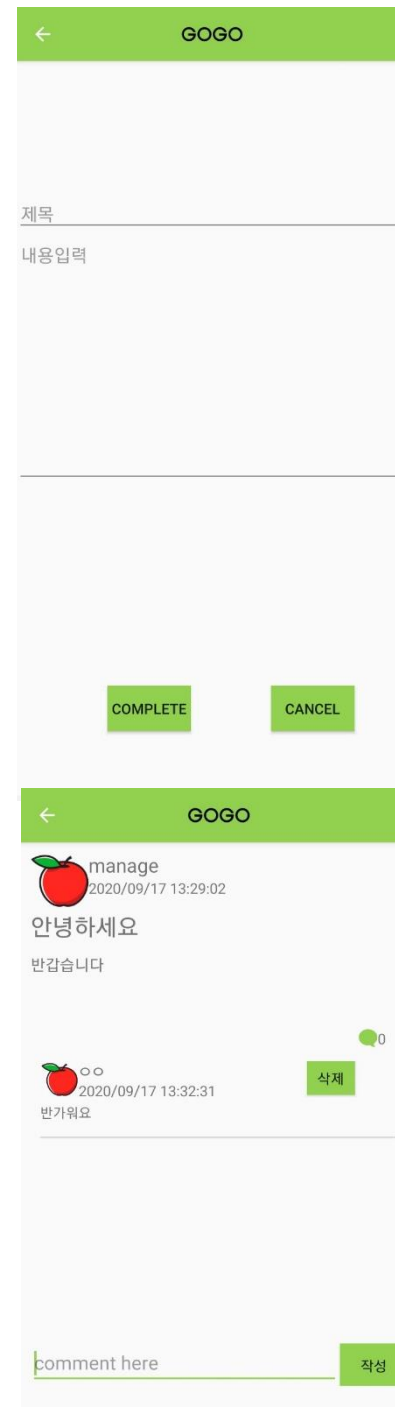 GOGO
제목
내용입력
COMPLETE CANCEL
GOGO
manage
2020/09/17 13:29:02
안녕하세요
반갑습니다
0
ㅇㅇ
2020/09/17 13:32:31
삭제
반가워요
comment here
작성